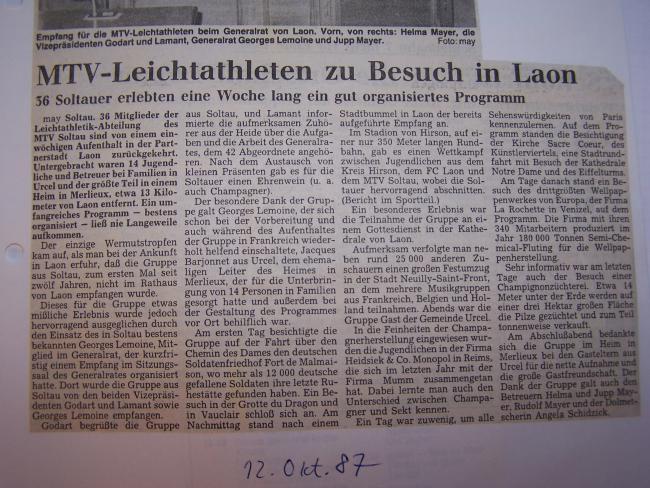 Empfang für die MTV-Leichtathleten beim Generalrat von Laon. Vorn, von rechts: Helma Mayer, die
Vizepräsidenten Godart und Lamant, Generalrat Georges Lemoine und Jupp Mayer. Foto: may
MTV-Leichtathleten zu Besuch in Laon
36 Soltauer erlebten eine Woche lang ein gut organisiertes Programm
may Soltau. 36 Mitglieder der
Leichtathletik-Abteilung des
MTV Soltau sind von einem ein-
wöchigen Aufenthalt in der Part-
nerstadt Laon zurückgekehrt.
Untergebracht waren 14 Jugend-
liche und Betreuer bei Familien in
Urcel und der größte Teil in einem
Heim in Merlieux, etwa 13 Kilo-
meter von Laon entfernt. Ein um-
fangreiches Programm – bestens
organisiert – ließ nie Langeweile
aufkommen.
Der einzige Wermutstropfen
kam auf, als man bei der Ankunft
in Laon erfuhr, daß die Gruppe
aus Soltau, zum ersten Mal seit
zwölf Jahren, nicht im Rathaus
von Laon empfangen wurde.
Dieses für die Gruppe etwas
mißliche Erlebnis wurde jedoch
hervorragend ausgeglichen durch
den Einsatz des in Soltau bestens
bekannten Georges Lemoine, Mit-
glied im Generalrat, der kurzfri-
stig einen Empfang im Sitzungs-
saal des Generalrates organisiert
hatte. Dort wurde die Gruppe aus
Soltau von den beiden Vizepräsi-
denten Godart und Lamant sowie
Georges Lemoine empfangen.
Godart begrüßte die Gruppe
aus Soltau, und Lamant infor-
mierte die aufmerksamen Zuhö-
rer aus der Heide über die Aufga-
ben und die Arbeit des Generalra-
tes, dem 42 Abgeordnete angehö-
ren. Nach dem Austausch von
kleinen Präsenten gab es für die
Soltauer einen Ehrenwein (u. a.
auch Champagner).
Der besondere Dank der Grup-
pe galt Georges Lemoine, der sich
schon bei der Vorbereitung und
auch während des Aufenthaltes
der Gruppe in Frankreich wieder-
holt helfend einschaltete, Jacques
Barjonnet aus Urcel, dem ehema-
ligen Leiter des Heimes in
Merlieux, der für die Unterbrin-
gung von 14 Personen in Familien
gesorgt hatte und außerdem bei
der Gestaltung des Programmes
vor Ort behilflich war.
Am ersten Tag besichtigte die
Gruppe auf der Fahrt über den
Chemin des Dames den deutschen
Soldatenfriedhof Fort de Malmai-
son, wo mehr als 12 000 deutsche
gefallene Soldaten ihre letzte Ru-
hestätte gefunden haben. Ein Be-
such in der Grotte du Dragon und
in Vauclair schloß sich an. Am
Nachmittag stand nach einem
Stadtbummel in Laon der bereits
aufgeführte Empfang an.
Im Stadion von Hirson, auf ei-
ner nur 350 Meter langen Rund-
bahn, gab es einen Wettkampf
zwischen Jugendlichen aus dem
Kreis Hirson, dem FC Laon und
dem MTV Soltau, wobei die Sol-
tauer hervorragend abschnitten.
(Bericht im Sportteil.)
Ein besonderes Erlebnis war
die Teilnahme der Gruppe an ei-
nem Gottesdienst in der Kathe-
drale von Laon.
Aufmerksam verfolgte man ne-
ben rund 25 000 anderen Zu-
schauern einen großen Festumzug
in der Stadt Neuilly-Saint-Front,
an dem mehrere Musikgruppen
aus Frankreich, Belgien und Hol-
land teilnahmen. Abends war die
Gruppe Gast der Gemeinde Urcel.
In die Feinheiten der Champa-
gnerherstellung eingewiesen wur-
den die Jugendlichen in der Firma
Heidsiek & Co. Monopol in Reims,
die sich im letzten Jahr mit der
Firma Mumm zusammengetan
hat. Dabei lernte man auch den
Unterschied zwischen Champa-
gner und Sekt kennen.
Ein Tag war zuwenig, um alle
Sehenswürdigkeiten von Paris
kennenzulernen. Auf dem Pro-
gramm standen die Besichtigung
der Kirche Sacre Coeur, des
Künstlerviertels, eine Stadtrund-
fahrt mit Besuch der Kathedrale
Notre Dame und des Eiffelturms.
Am Tage danach stand ein Be-
such des drittgrößten Wellpap-
penwerkes von Europa, der Firma
La Rochette in Venizel, auf dem
Programm. Die Firma mit ihren
340 Mitarbeitern produziert im
Jahr 180 000 Tonnen Semi-Che-
mical-Fluting für die Wellpap-
penherstellung.
Sehr informativ war am letzten
Tage auch der Besuch einer
Champignonzüchterei. Etwa 14
Meter unter der Erde werden auf
einer drei Hektar großen Fläche
die Pilze gezüchtet und zum Teil
tonnenweise verkauft.
Am Abschlußabend bedankte
sich die Gruppe im Heim in
Merlieux bei den Gasteltern aus
Urcel für die nette Aufnahme und
die große Gastfreundschaft. Der
Dank der Gruppe galt auch den
Betreuern Helma und Jupp May-
er, Rudolf Mayer und der Dolmet-
scherin Angela Schidzick.
12. Okt. 87